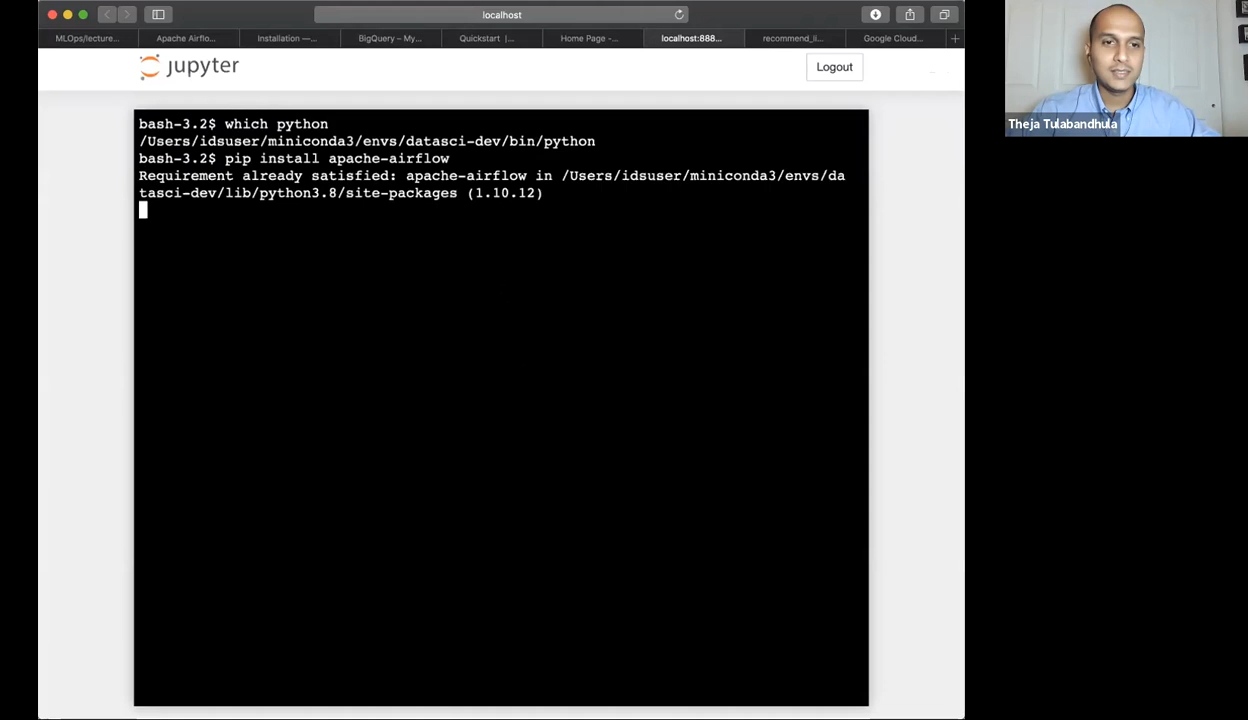 localhost
MLOps/lecture...
Apache Airflo...
Installation —...
BigQuery – My...
Quickstart |...
Home Page -...
localhost:888...
recommend_li...
Google Cloud...
jupyter
Logout
bash-3.2$ which python
/Users/idsuser/miniconda3/envs/datasci-dev/bin/python
bash-3.2$ pip install apache-airflow
Requirement already satisfied: apache-airflow in /Users/idsuser/miniconda3/envs/da
tasci-dev/lib/python3.8/site-packages (1.10.12)
Theja Tulabandhula